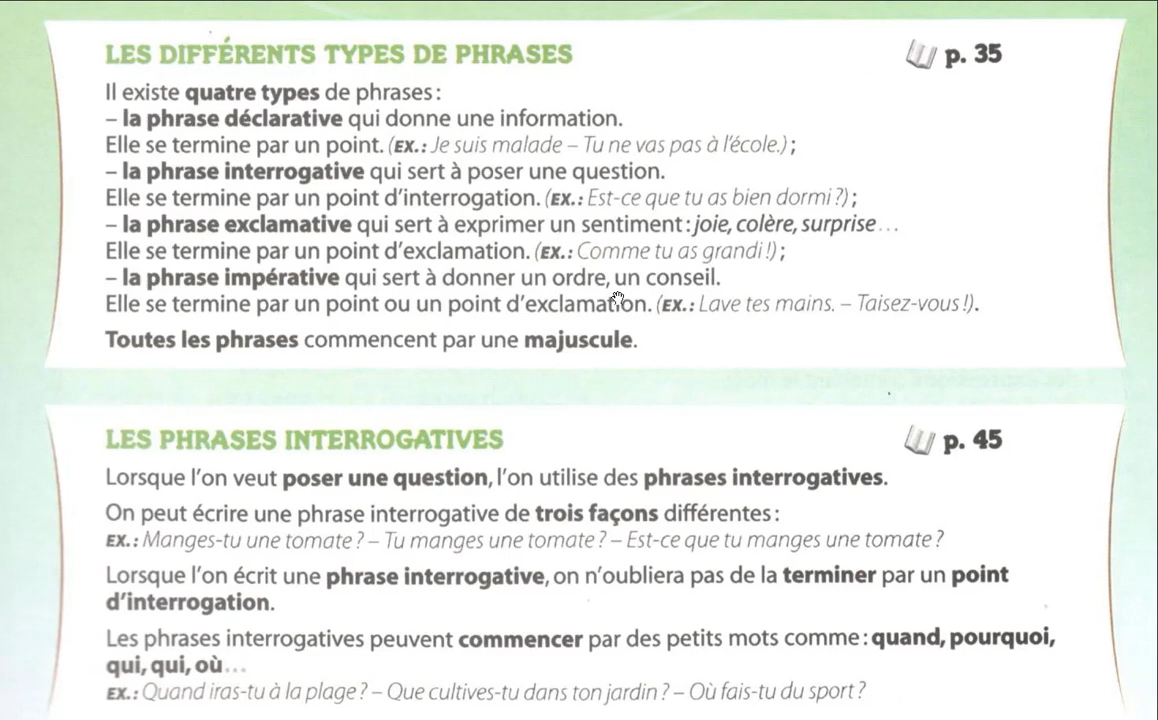 LES DIFFÉRENTS TYPES DE PHRASES p. 35
Il existe quatre types de phrases :
– la phrase déclarative qui donne une information.
Elle se termine par un point. (EX. : Je suis malade – Tu ne vas pas à l'école.) ;
– la phrase interrogative qui sert à poser une question.
Elle se termine par un point d'interrogation. (EX. : Est-ce que tu as bien dormi ?) ;
– la phrase exclamative qui sert à exprimer un sentiment : joie, colère, surprise…
Elle se termine par un point d'exclamation. (EX. : Comme tu as grandi !) ;
– la phrase impérative qui sert à donner un ordre, un conseil.
Elle se termine par un point ou un point d'exclamation. (EX. : Lave tes mains. – Taisez-vous !).
Toutes les phrases commencent par une majuscule.
LES PHRASES INTERROGATIVES p. 45
Lorsque l'on veut poser une question, l'on utilise des phrases interrogatives.
On peut écrire une phrase interrogative de trois façons différentes :
EX. : Manges-tu une tomate ? – Tu manges une tomate ? – Est-ce que tu manges une tomate ?
Lorsque l'on écrit une phrase interrogative, on n'oubliera pas de la terminer par un point
d'interrogation.
Les phrases interrogatives peuvent commencer par des petits mots comme : quand, pourquoi,
qui, qui, où…
EX. : Quand iras-tu à la plage ? – Que cultives-tu dans ton jardin ? – Où fais-tu du sport ?